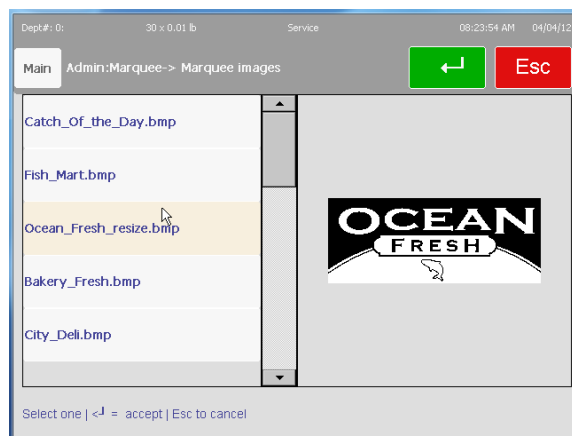 Dept#: 0: 30 x 0.01 lb Service 08:23:54 AM 04/04/12
Main Admin:Marquee-> Marquee images Esc
Catch_Of_the_Day.bmp
Fish_Mart.bmp
Ocean_Fresh_resize.bmp
Bakery_Fresh.bmp
City_Deli.bmp
OCEAN
FRESH
Select one | <┘ = accept | Esc to cancel